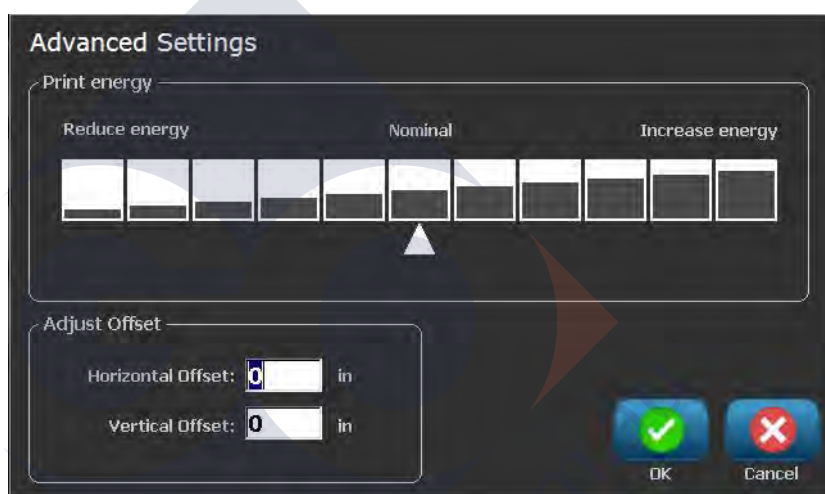 Advanced Settings
Print energy
Reduce energy Nominal Increase energy
Adjust Offset
Horizontal Offset: 0 in
Vertical Offset: 0 in
OK Cancel